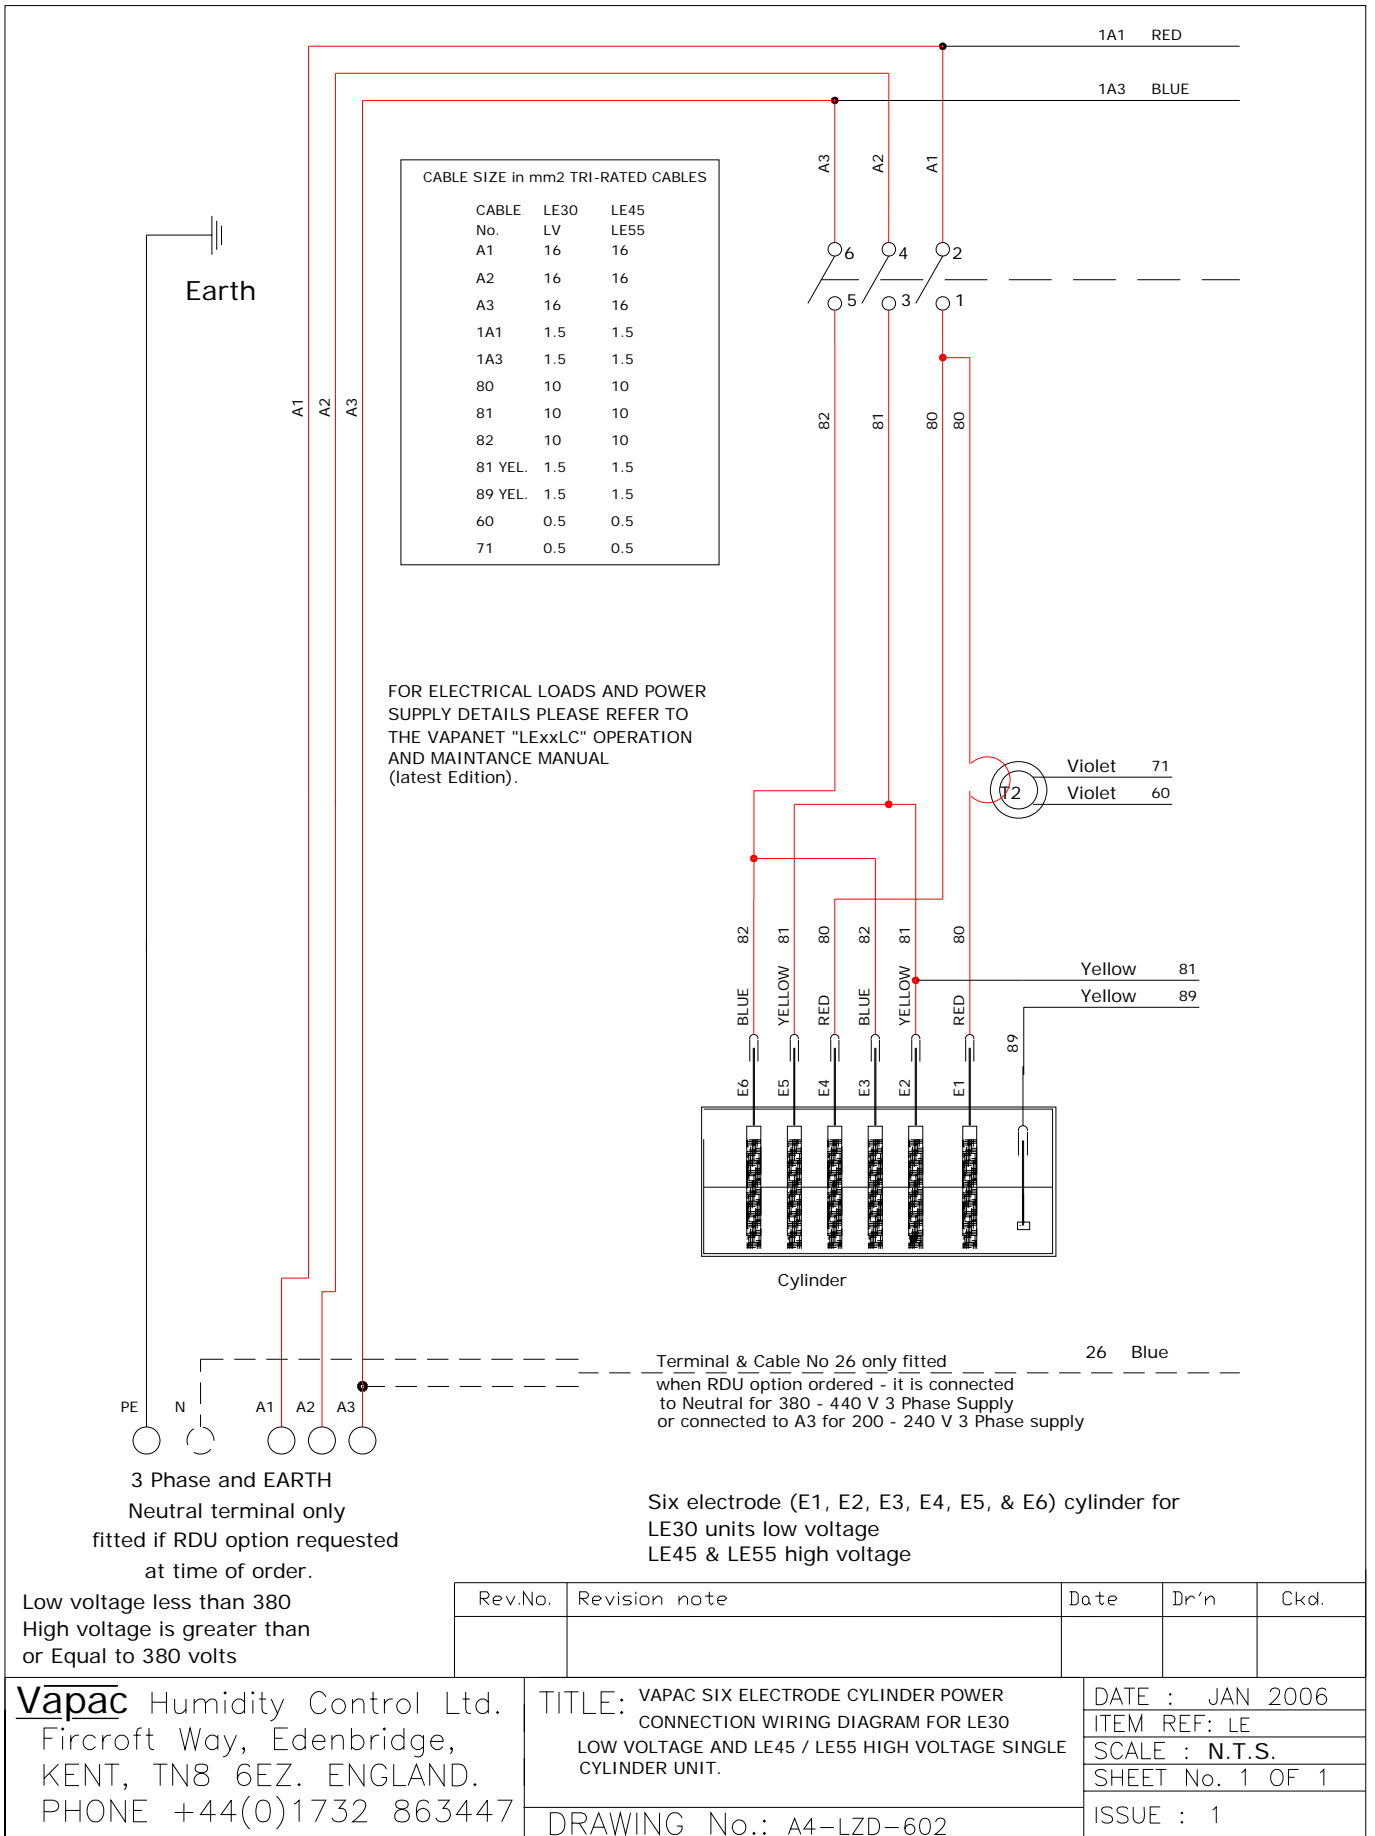 1A1 RED
1A3 BLUE
A3
A2
A1
CABLE SIZE in mm2 TRI-RATED CABLES
CABLE LE30 LE45
No. LV LE55
A1 16 16
A2 16 16
A3 16 16
1A1 1.5 1.5
1A3 1.5 1.5
80 10 10
81 10 10
82 10 10
81 YEL. 1.5 1.5
89 YEL. 1.5 1.5
60 0.5 0.5
71 0.5 0.5
6 4 2
5 3 1
Earth
A1
A2
A3
82
81
80
80
FOR ELECTRICAL LOADS AND POWER
SUPPLY DETAILS PLEASE REFER TO
THE VAPANET "LExxLC" OPERATION
AND MAINTANCE MANUAL
(latest Edition).
T2
Violet 71
Violet 60
82
81
80
82
81
80
Yellow 81
Yellow 89
BLUE
YELLOW
RED
BLUE
YELLOW
RED
89
E6
E5
E4
E3
E2
E1
Cylinder
Terminal & Cable No 26 only fitted
26 Blue
when RDU option ordered - it is connected
to Neutral for 380 - 440 V 3 Phase Supply
or connected to A3 for 200 - 240 V 3 Phase supply
PE N A1 A2 A3
3 Phase and EARTH
Neutral terminal only
fitted if RDU option requested
at time of order.
Six electrode (E1, E2, E3, E4, E5, & E6) cylinder for
LE30 units low voltage
LE45 & LE55 high voltage
Low voltage less than 380
High voltage is greater than
or Equal to 380 volts
Rev.No. Revision note Date Dr'n Ckd.
Vapac Humidity Control Ltd.
Fircroft Way, Edenbridge,
KENT, TN8 6EZ. ENGLAND.
PHONE +44(0)1732 863447
TITLE: VAPAC SIX ELECTRODE CYLINDER POWER
CONNECTION WIRING DIAGRAM FOR LE30
LOW VOLTAGE AND LE45 / LE55 HIGH VOLTAGE SINGLE
CYLINDER UNIT.
DRAWING No.: A4-LZD-602
DATE : JAN 2006
ITEM REF: LE
SCALE : N.T.S.
SHEET No. 1 OF 1
ISSUE : 1